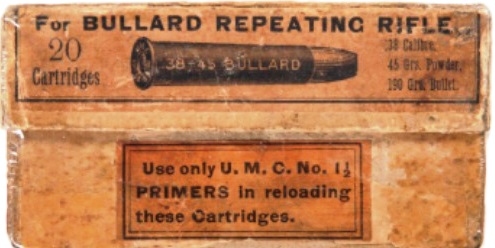 For BULLARD REPEATING RIFLE.
20
Cartridges
38-45 BULLARD
38 Calibre.
45 Grs. Powder.
190 Grs. Bullet.
Use only U. M. C. No. 1½
PRIMERS in reloading
these Cartridges.